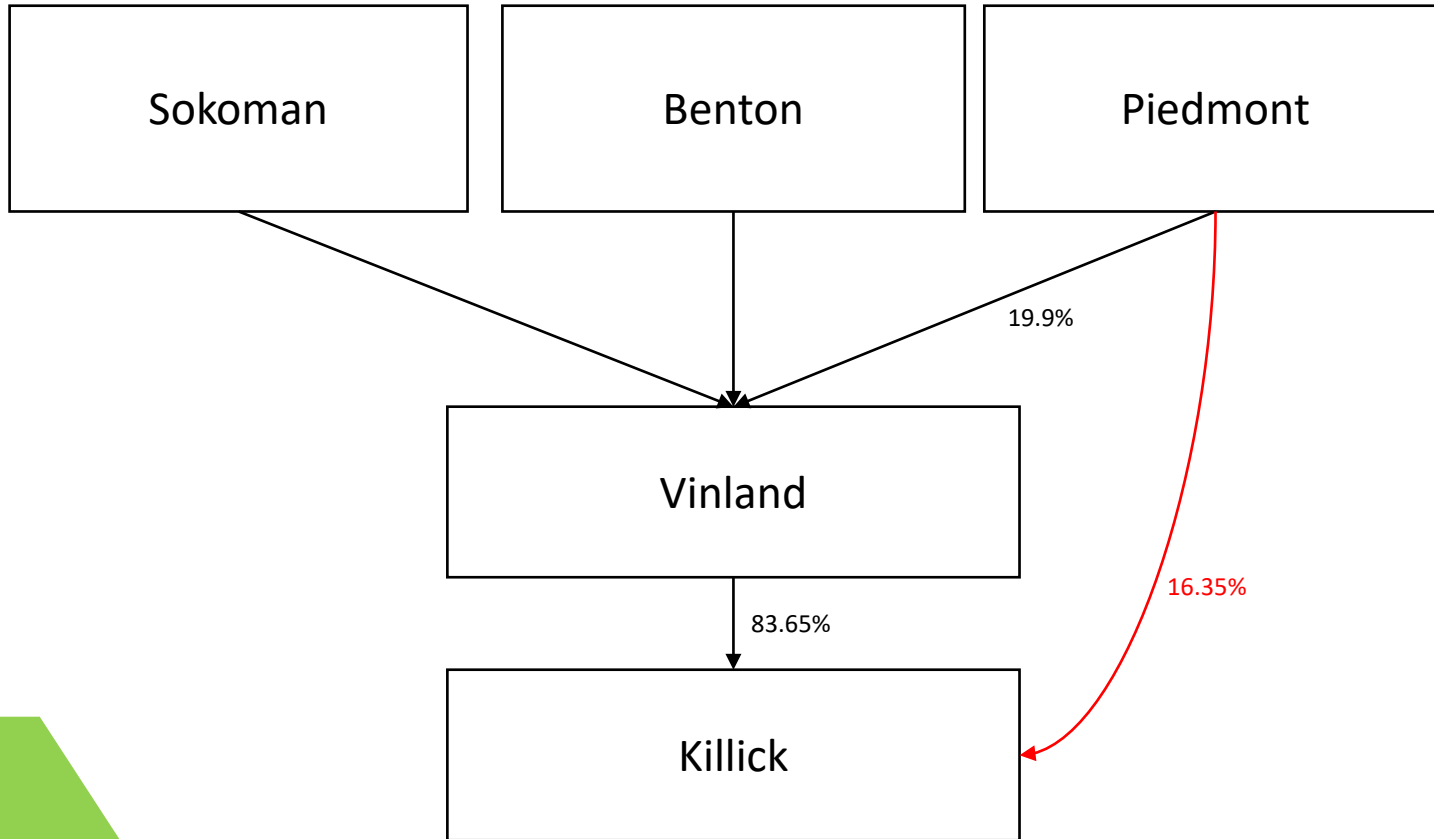 Sokoman
Benton
Piedmont
19.9%
Vinland
16.35%
83.65%
Killick